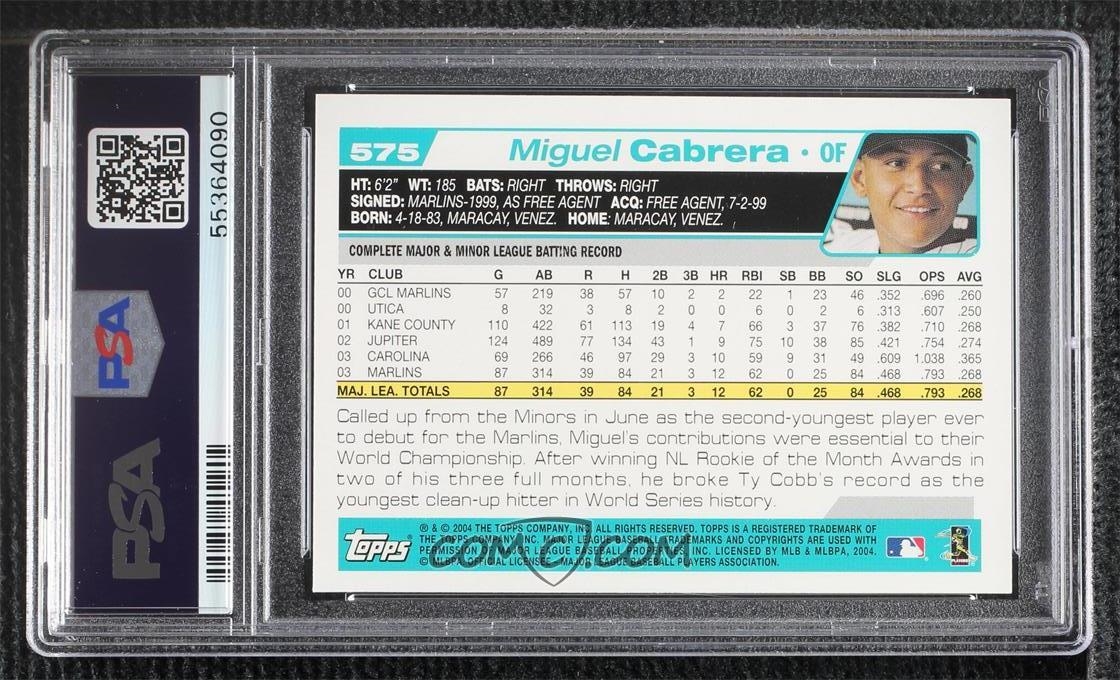 55364090
PSA
PSA
575 Miguel Cabrera • OF
HT: 6'2" WT: 185 BATS: RIGHT THROWS: RIGHT
SIGNED: MARLINS-1999, AS FREE AGENT ACQ: FREE AGENT, 7-2-99
BORN: 4-18-83, MARACAY, VENEZ. HOME: MARACAY, VENEZ.
COMPLETE MAJOR & MINOR LEAGUE BATTING RECORD
YR CLUB G AB R H 2B 3B HR RBI SB BB SO SLG OPS AVG
00 GCL MARLINS 57 219 38 57 10 2 2 22 1 23 46 .352 .696 .260
00 UTICA 8 32 3 8 2 0 0 6 0 2 6 .313 .607 .250
01 KANE COUNTY 110 422 61 113 19 4 7 66 3 37 76 .382 .710 .268
02 JUPITER 124 489 77 134 43 1 9 75 10 38 85 .421 .754 .274
03 CAROLINA 69 266 46 97 29 3 10 59 9 31 49 .609 1.038 .365
03 MARLINS 87 314 39 84 21 3 12 62 0 25 84 .468 .793 .268
MAJ. LEA. TOTALS 87 314 39 84 21 3 12 62 0 25 84 .468 .793 .268
Called up from the Minors in June as the second-youngest player ever
to debut for the Marlins, Miguel's contributions were essential to their
World Championship. After winning NL Rookie of the Month Awards in
two of his three full months, he broke Ty Cobb's record as the
youngest clean-up hitter in World Series history.
topps
® & © 2004 THE TOPPS COMPANY, INC. ALL RIGHTS RESERVED. TOPPS IS A REGISTERED TRADEMARK OF
THE TOPPS COMPANY, INC. MAJOR LEAGUE BASEBALL TRADEMARKS AND COPYRIGHTS ARE USED WITH
PERMISSION OF MAJOR LEAGUE BASEBALL PROPERTIES, INC. LICENSED BY MLB & MLBPA, 2004.
© MLBPA OFFICIAL LICENSEE - MAJOR LEAGUE BASEBALL PLAYERS ASSOCIATION.
COMC.COM